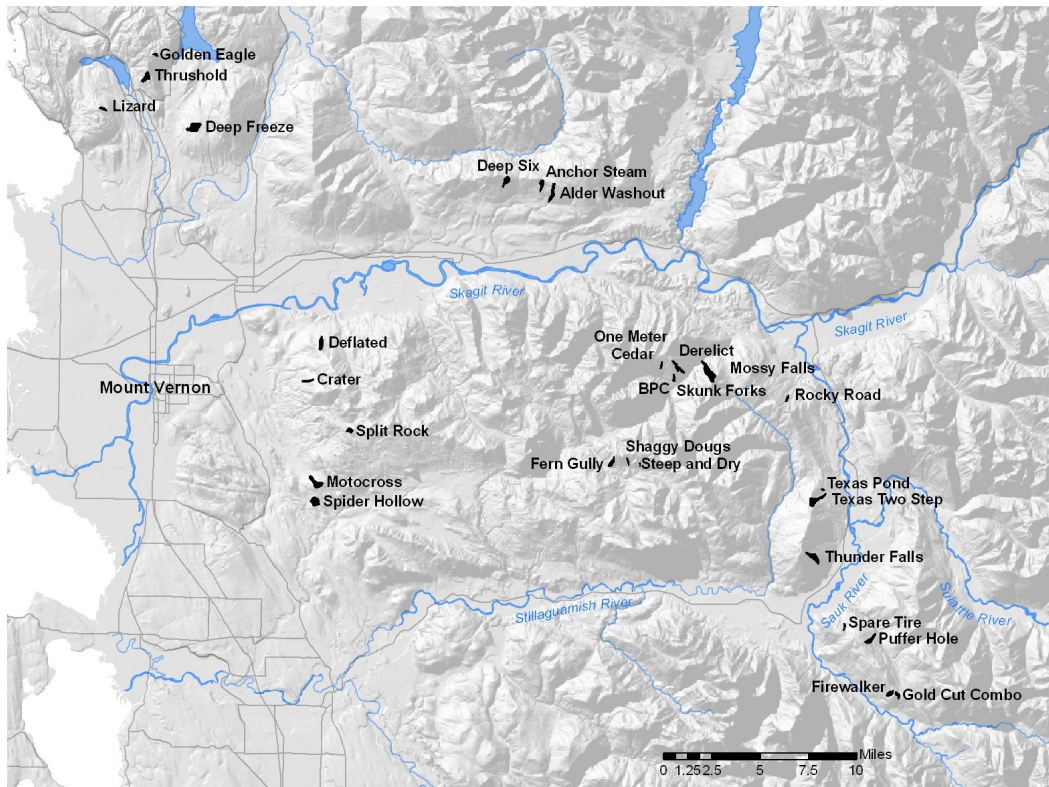 Golden Eagle
Thrushold
Lizard
Deep Freeze
Deep Six
Anchor Steam
Alder Washout
Skagit River
Skagit River
Deflated
One Meter
Cedar
Derelict
Mossy Falls
Crater
Mount Vernon
BPC
Skunk Forks
Rocky Road
Split Rock
Shaggy Dougs
Fern Gully
Steep and Dry
Motocross
Spider Hollow
Texas Pond
Texas Two Step
Thunder Falls
Stillaguamish River
Sauk River
Suiattle River
Spare Tire
Puffer Hole
Firewalker
Gold Cut Combo
Miles
0 1.25 2.5 5 7.5 10